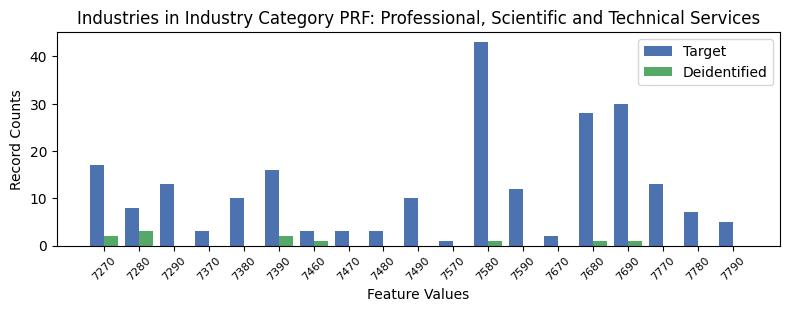 Industries in Industry Category PRF: Professional, Scientific and Technical Services
Target
Deidentified
Record Counts
40
30
20
10
0
7270 7280 7290 7370 7380 7390 7460 7470 7480 7490 7570 7580 7590 7670 7680 7690 7770 7780 7790
Feature Values